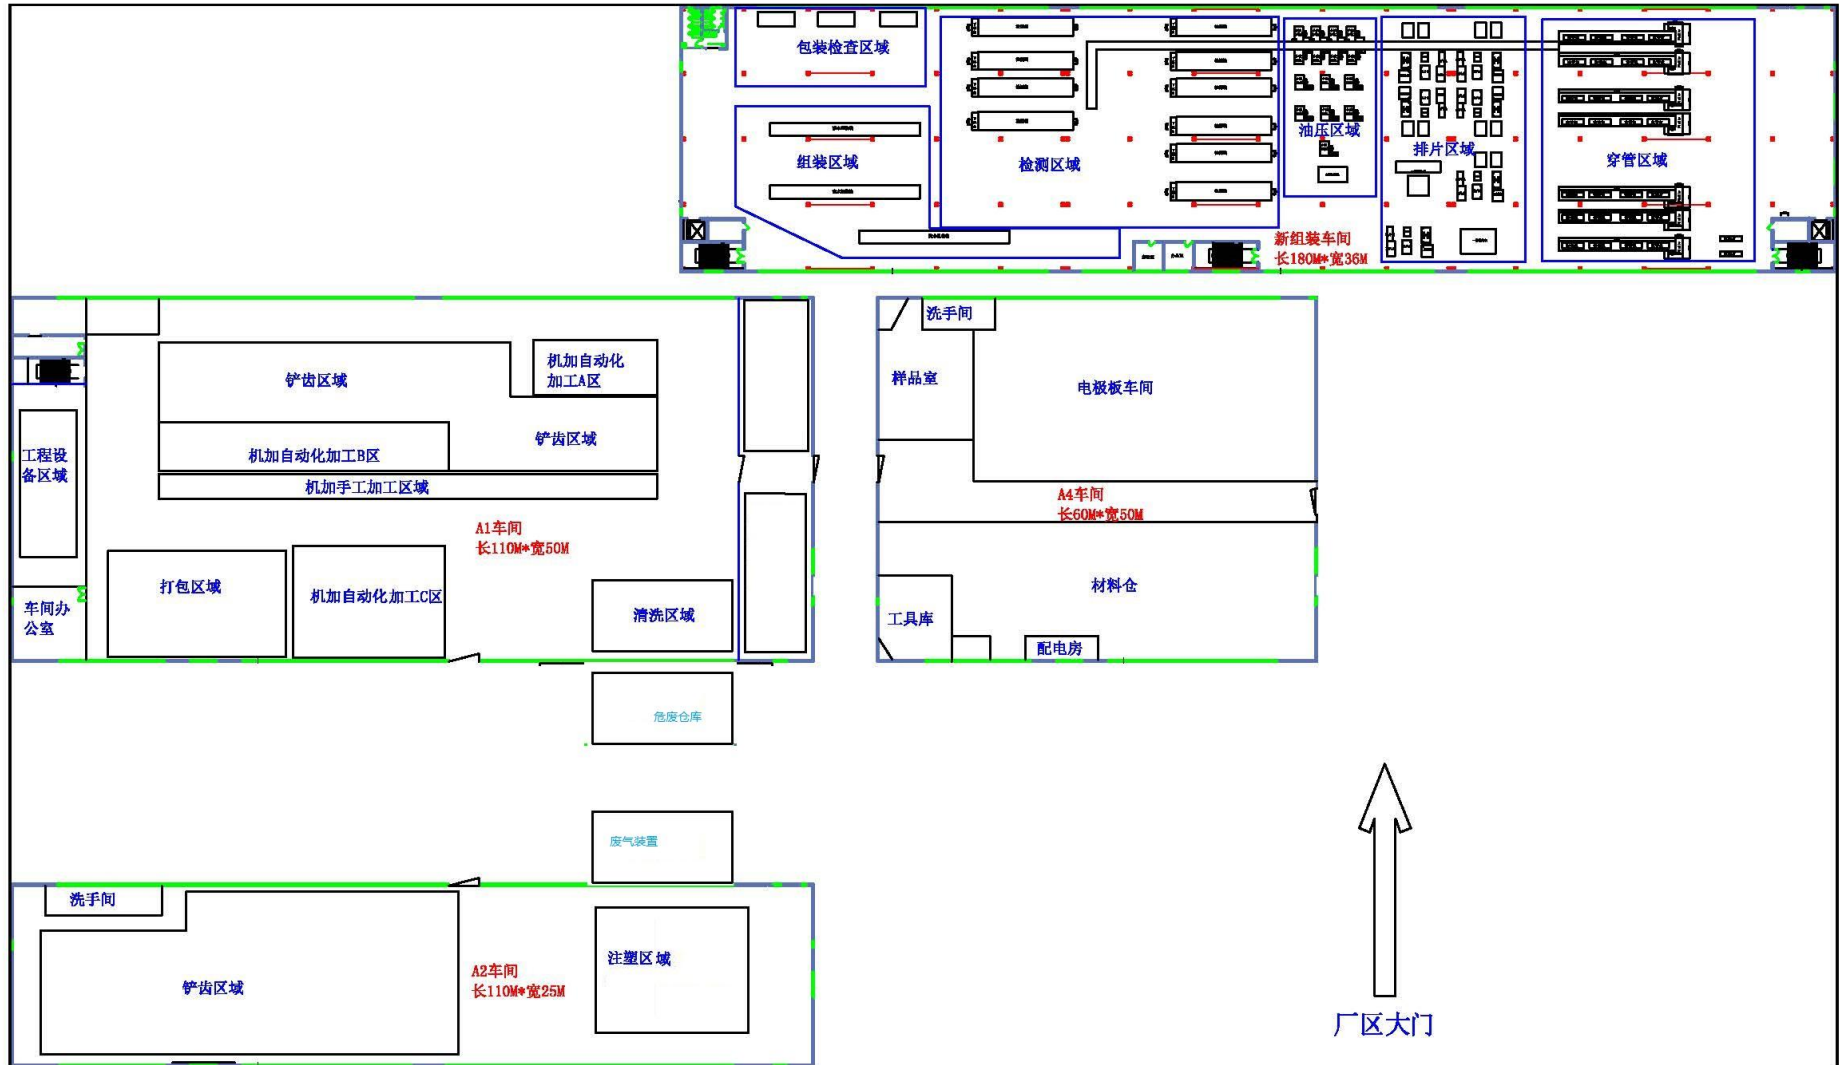 包装检查区域
组装区域
检测区域
油压区域
排片区域
穿管区域
新组装车间
长180M*宽36M
铲齿区域
机加自动化
加工A区
铲齿区域
机加自动化加工B区
机加手工加工区域
工程设
备区域
A1车间
长110M*宽50M
打包区域
机加自动化加工C区
清洗区域
车间办
公室
洗手间
样品室
电极板车间
A4车间
长60M*宽50M
材料仓
工具库
配电房
危废仓库
废气装置
洗手间
铲齿区域
A2车间
长110M*宽25M
注塑区域
厂区大门